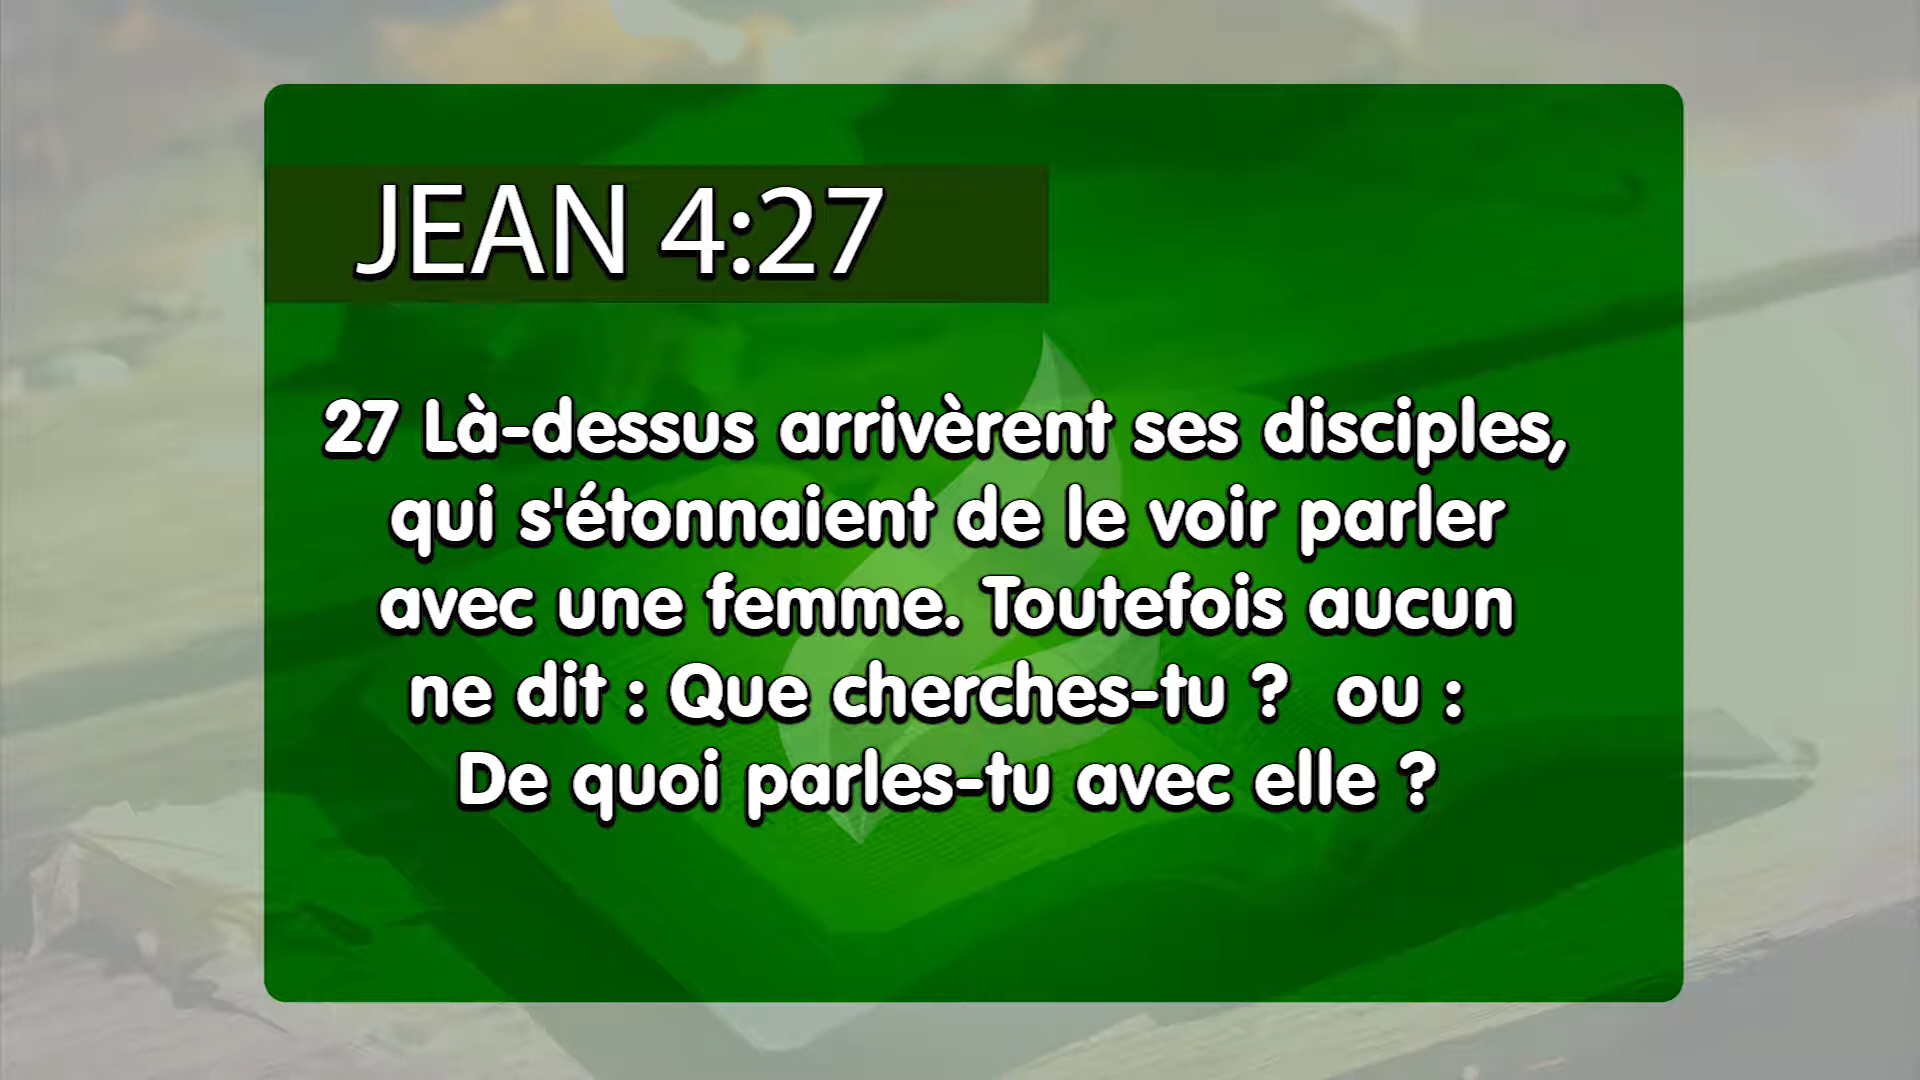 JEAN 4:27
27 Là-dessus arrivèrent ses disciples,
qui s'étonnaient de le voir parler
avec une femme. Toutefois aucun
ne dit : Que cherches-tu ?  ou :
De quoi parles-tu avec elle ?